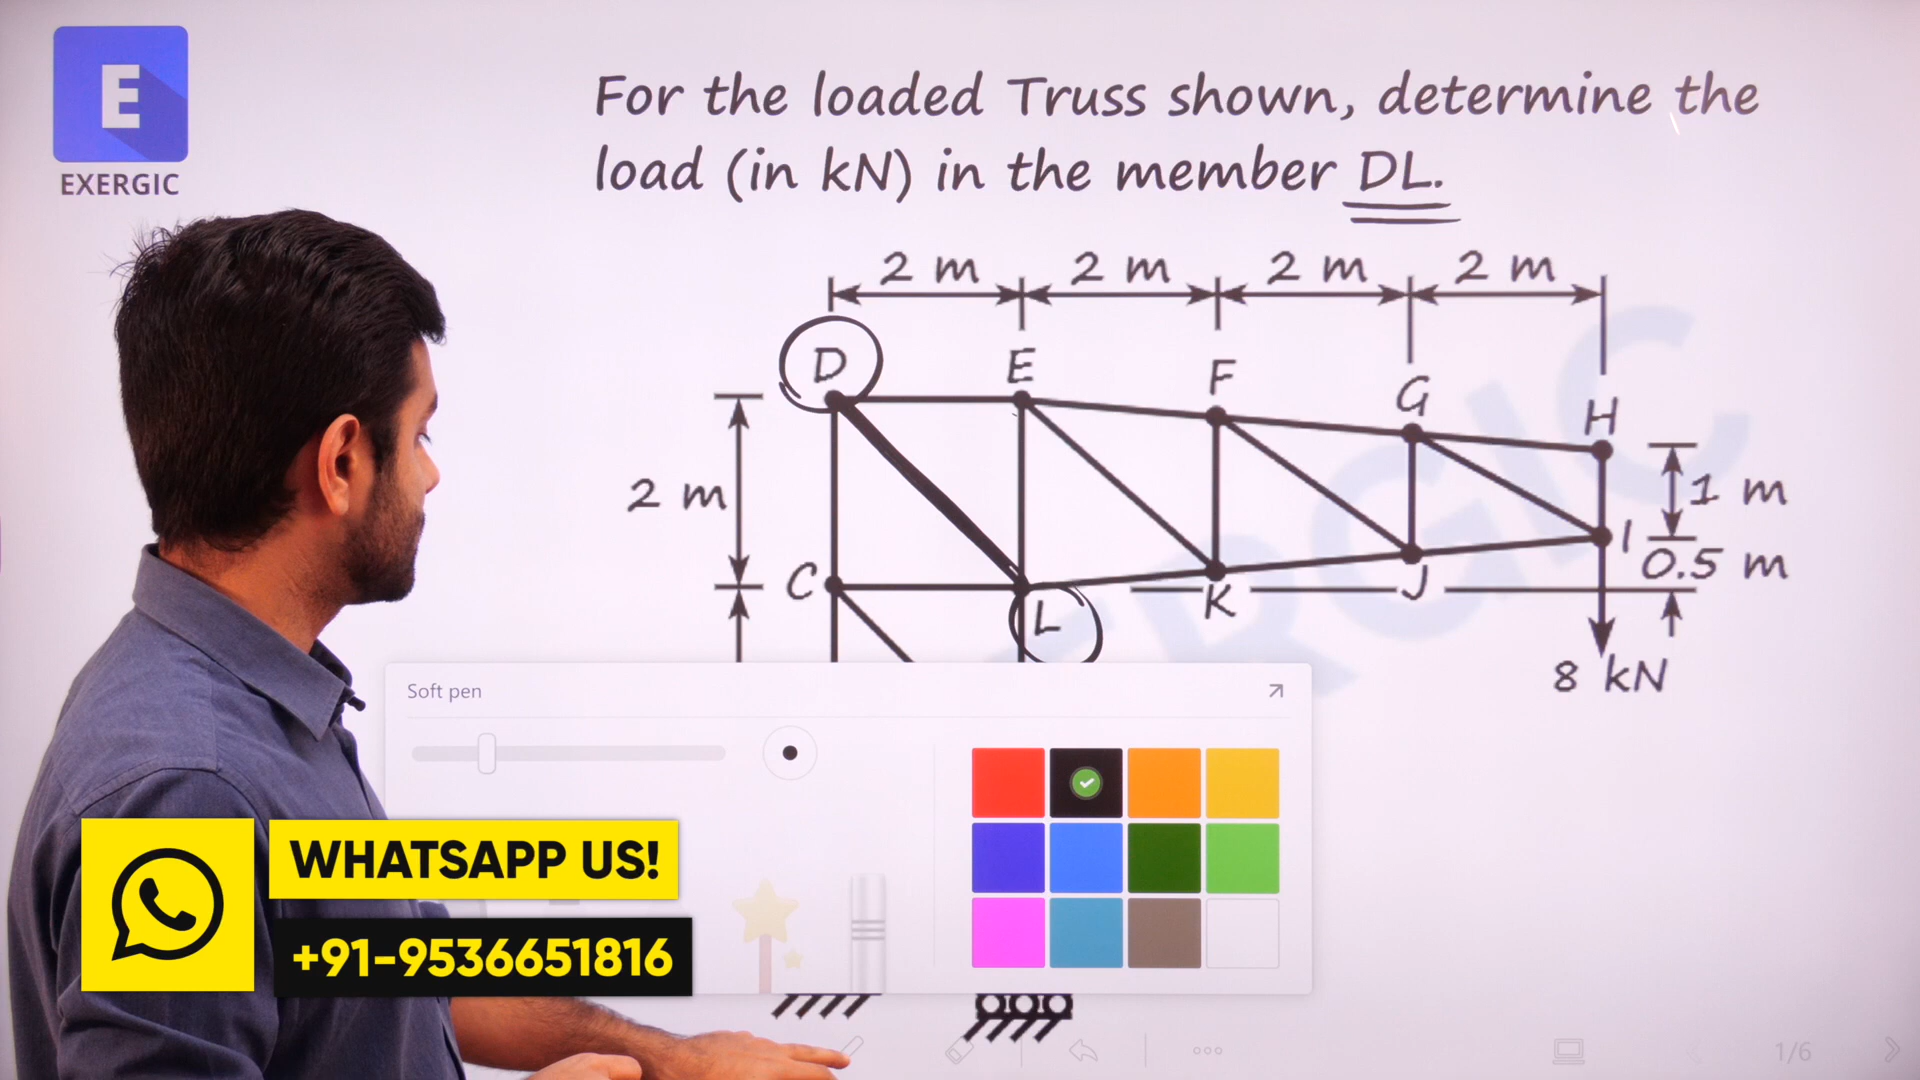 E
EXERGIC
For the loaded Truss shown, determine the
load (in kN) in the member DL.
2 m
2 m
2 m
2 m
D
E
F
G
H
2 m
1 m
C
I
0.5 m
L
K
J
8 kN
Soft pen
WHATSAPP US!
+91-9536651816
1/6